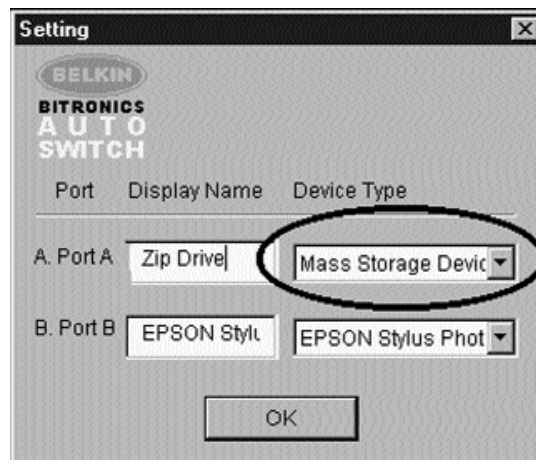 Setting
BELKIN
BITRONICS
AUTO
SWITCH
Port Display Name Device Type
A. Port A Zip Drive Mass Storage Devic
B. Port B EPSON Stylu EPSON Stylus Phot
OK